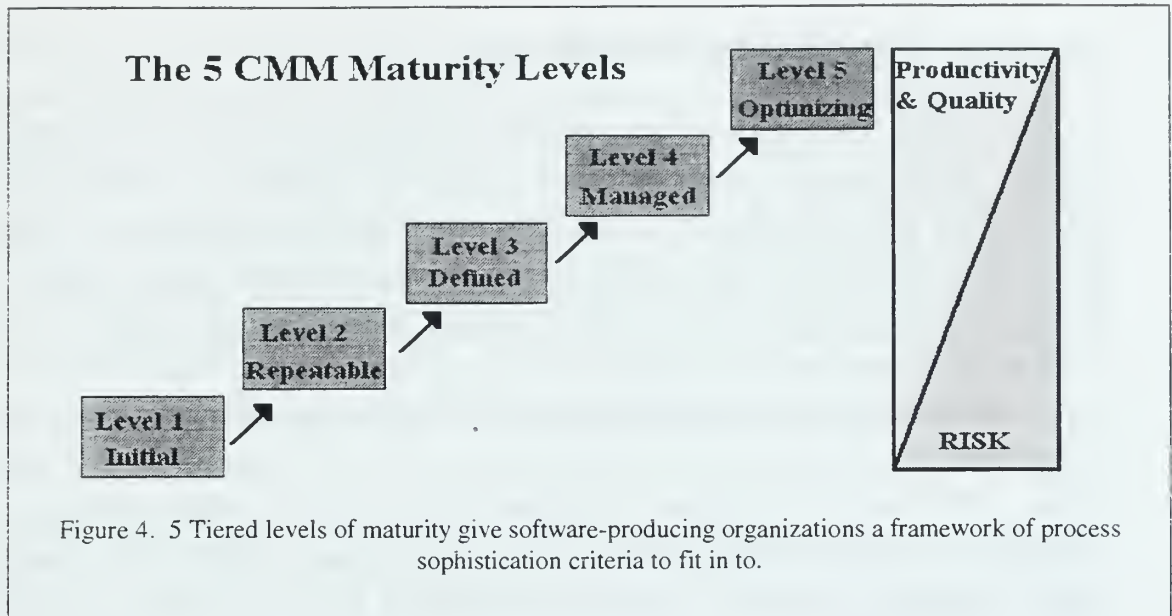 The 5 CMM Maturity Levels
Level 5
Optimizing
Productivity
& Quality
Level 4
Managed
Level 3
Defined
Level 2
Repeatable
Level 1
Initial
RISK
Figure 4. 5 Tiered levels of maturity give software-producing organizations a framework of process
sophistication criteria to fit in to.